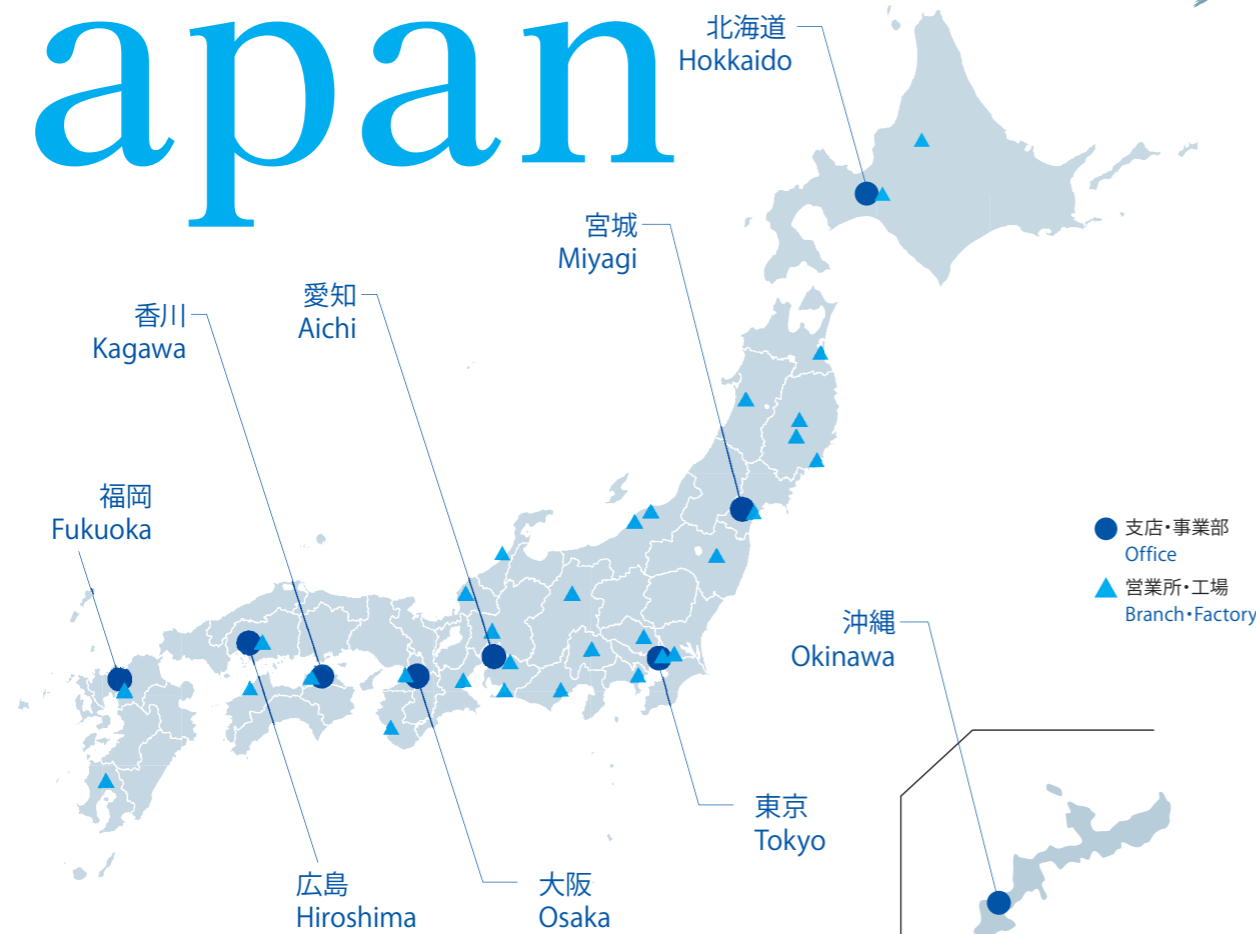 apan
北海道
Hokkaido
宮城
Miyagi
愛知
Aichi
香川
Kagawa
福岡
Fukuoka
支店・事業部
Office
営業所・工場
Branch・Factory
沖縄
Okinawa
東京
Tokyo
広島
Hiroshima
大阪
Osaka